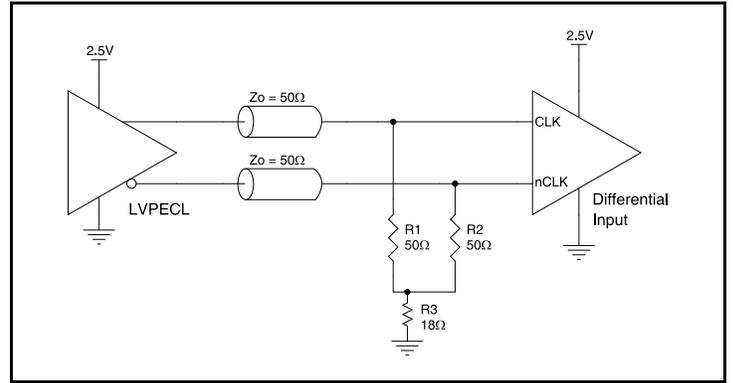 2.5V
2.5V
Zo = 50Ω
CLK
Zo = 50Ω
nCLK
LVPECL
Differential
Input
R1
50Ω
R2
50Ω
R3
18Ω